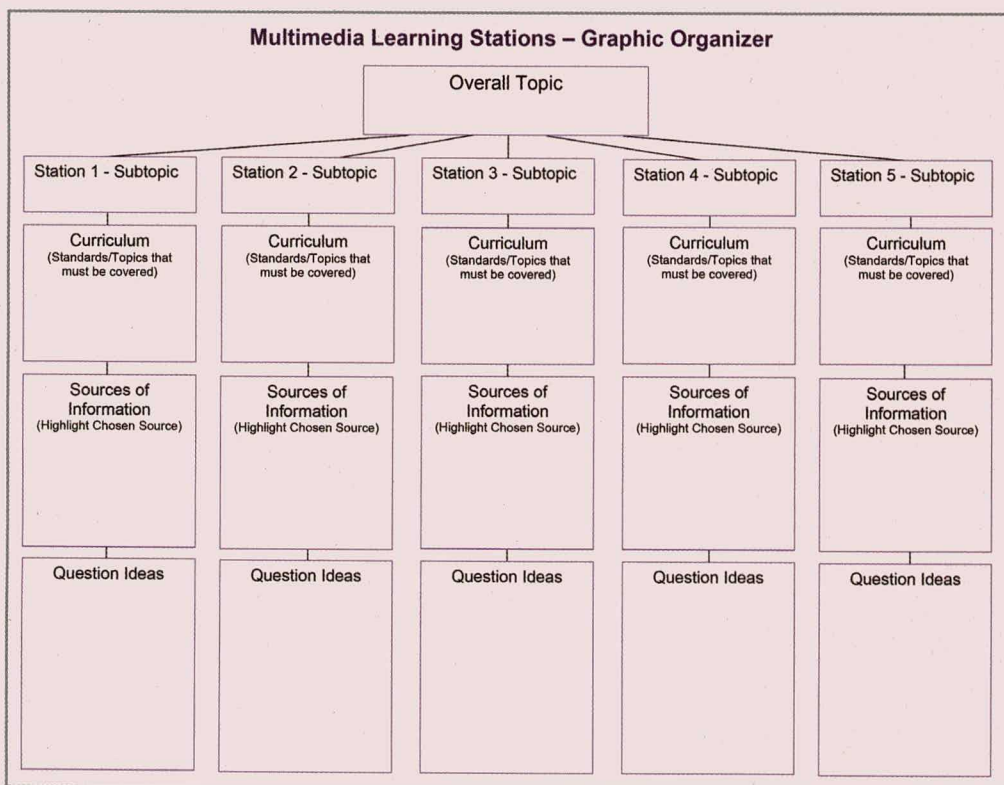 Multimedia Learning Stations – Graphic Organizer
Overall Topic
Station 1 - Subtopic
Station 2 - Subtopic
Station 3 - Subtopic
Station 4 - Subtopic
Station 5 - Subtopic
Curriculum
(Standards/Topics that
must be covered)
Curriculum
(Standards/Topics that
must be covered)
Curriculum
(Standards/Topics that
must be covered)
Curriculum
(Standards/Topics that
must be covered)
Curriculum
(Standards/Topics that
must be covered)
Sources of
Information
(Highlight Chosen Source)
Sources of
Information
(Highlight Chosen Source)
Sources of
Information
(Highlight Chosen Source)
Sources of
Information
(Highlight Chosen Source)
Sources of
Information
(Highlight Chosen Source)
Question Ideas
Question Ideas
Question Ideas
Question Ideas
Question Ideas